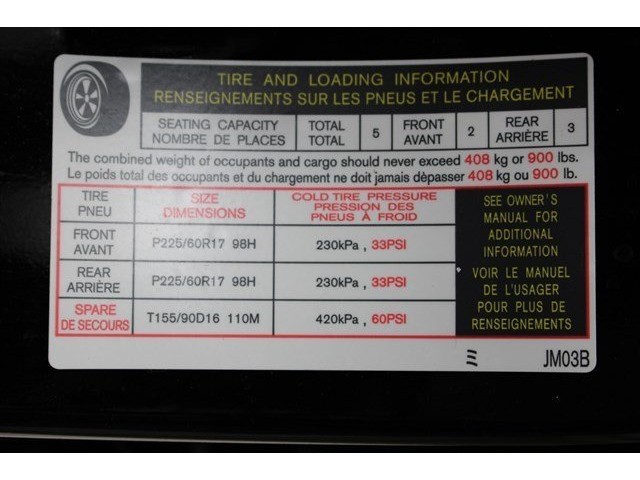 TIRE AND LOADING INFORMATION
RENSEIGNEMENTS SUR LES PNEUS ET LE CHARGEMENT
SEATING CAPACITY TOTAL 5 FRONT 2 REAR 3
NOMBRE DE PLACES TOTAL AVANT ARRIÈRE
The combined weight of occupants and cargo should never exceed 408 kg or 900 lbs.
Le poids total des occupants et du chargement ne doit jamais dèpasser 408 kg ou 900 lb.
TIRE
PNEU
SIZE
DIMENSIONS
COLD TIRE PRESSURE
PRESSION DES
PNEUS À FROID
FRONT
AVANT
P225/60R17 98H
230kPa , 33PSI
REAR
ARRIÈRE
P225/60R17 98H
230kPa , 33PSI
SPARE
DE SECOURS
T155/90D16 110M
420kPa , 60PSI
SEE OWNER'S
MANUAL FOR
ADDITIONAL
INFORMATION
VOIR LE MANUEL
DE L'USAGER
POUR PLUS DE
RENSEIGNEMENTS
JM03B